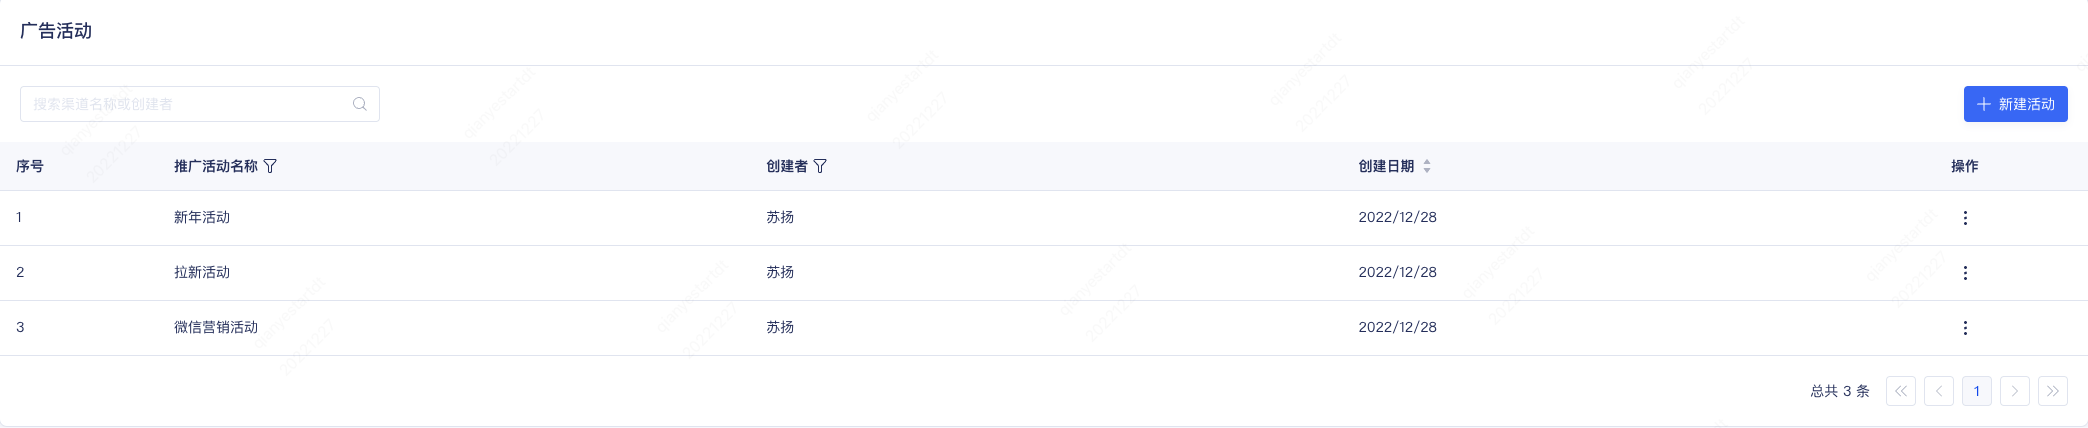 广告活动
搜索渠道名称或创建者
新建活动
序号 推广活动名称 创建者 创建日期 操作
1 新年活动 苏扬 2022/12/28
2 拉新活动 苏扬 2022/12/28
3 微信营销活动 苏扬 2022/12/28
总共 3 条 1